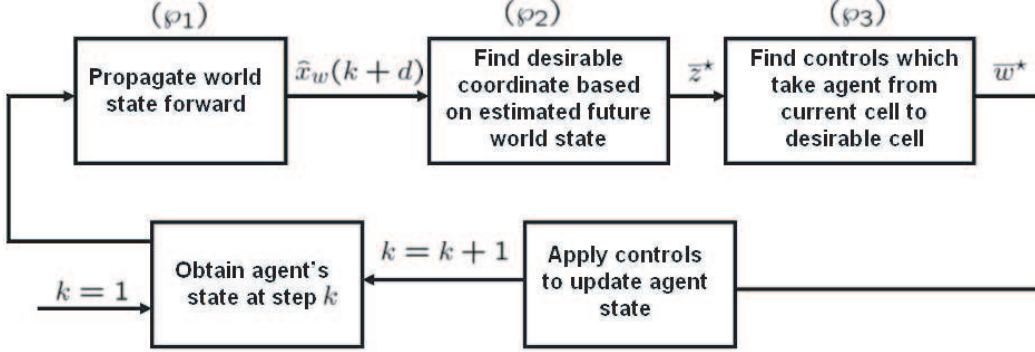 (℘₁)
(℘₂)
(℘₃)
Propagate world
state forward
x̂_w(k + d)
Find desirable
coordinate based
on estimated future
world state
z̅*
Find controls which
take agent from
current cell to
desirable cell
w̅*
k = 1
Obtain agent's
state at step k
k = k + 1
Apply controls
to update agent
state